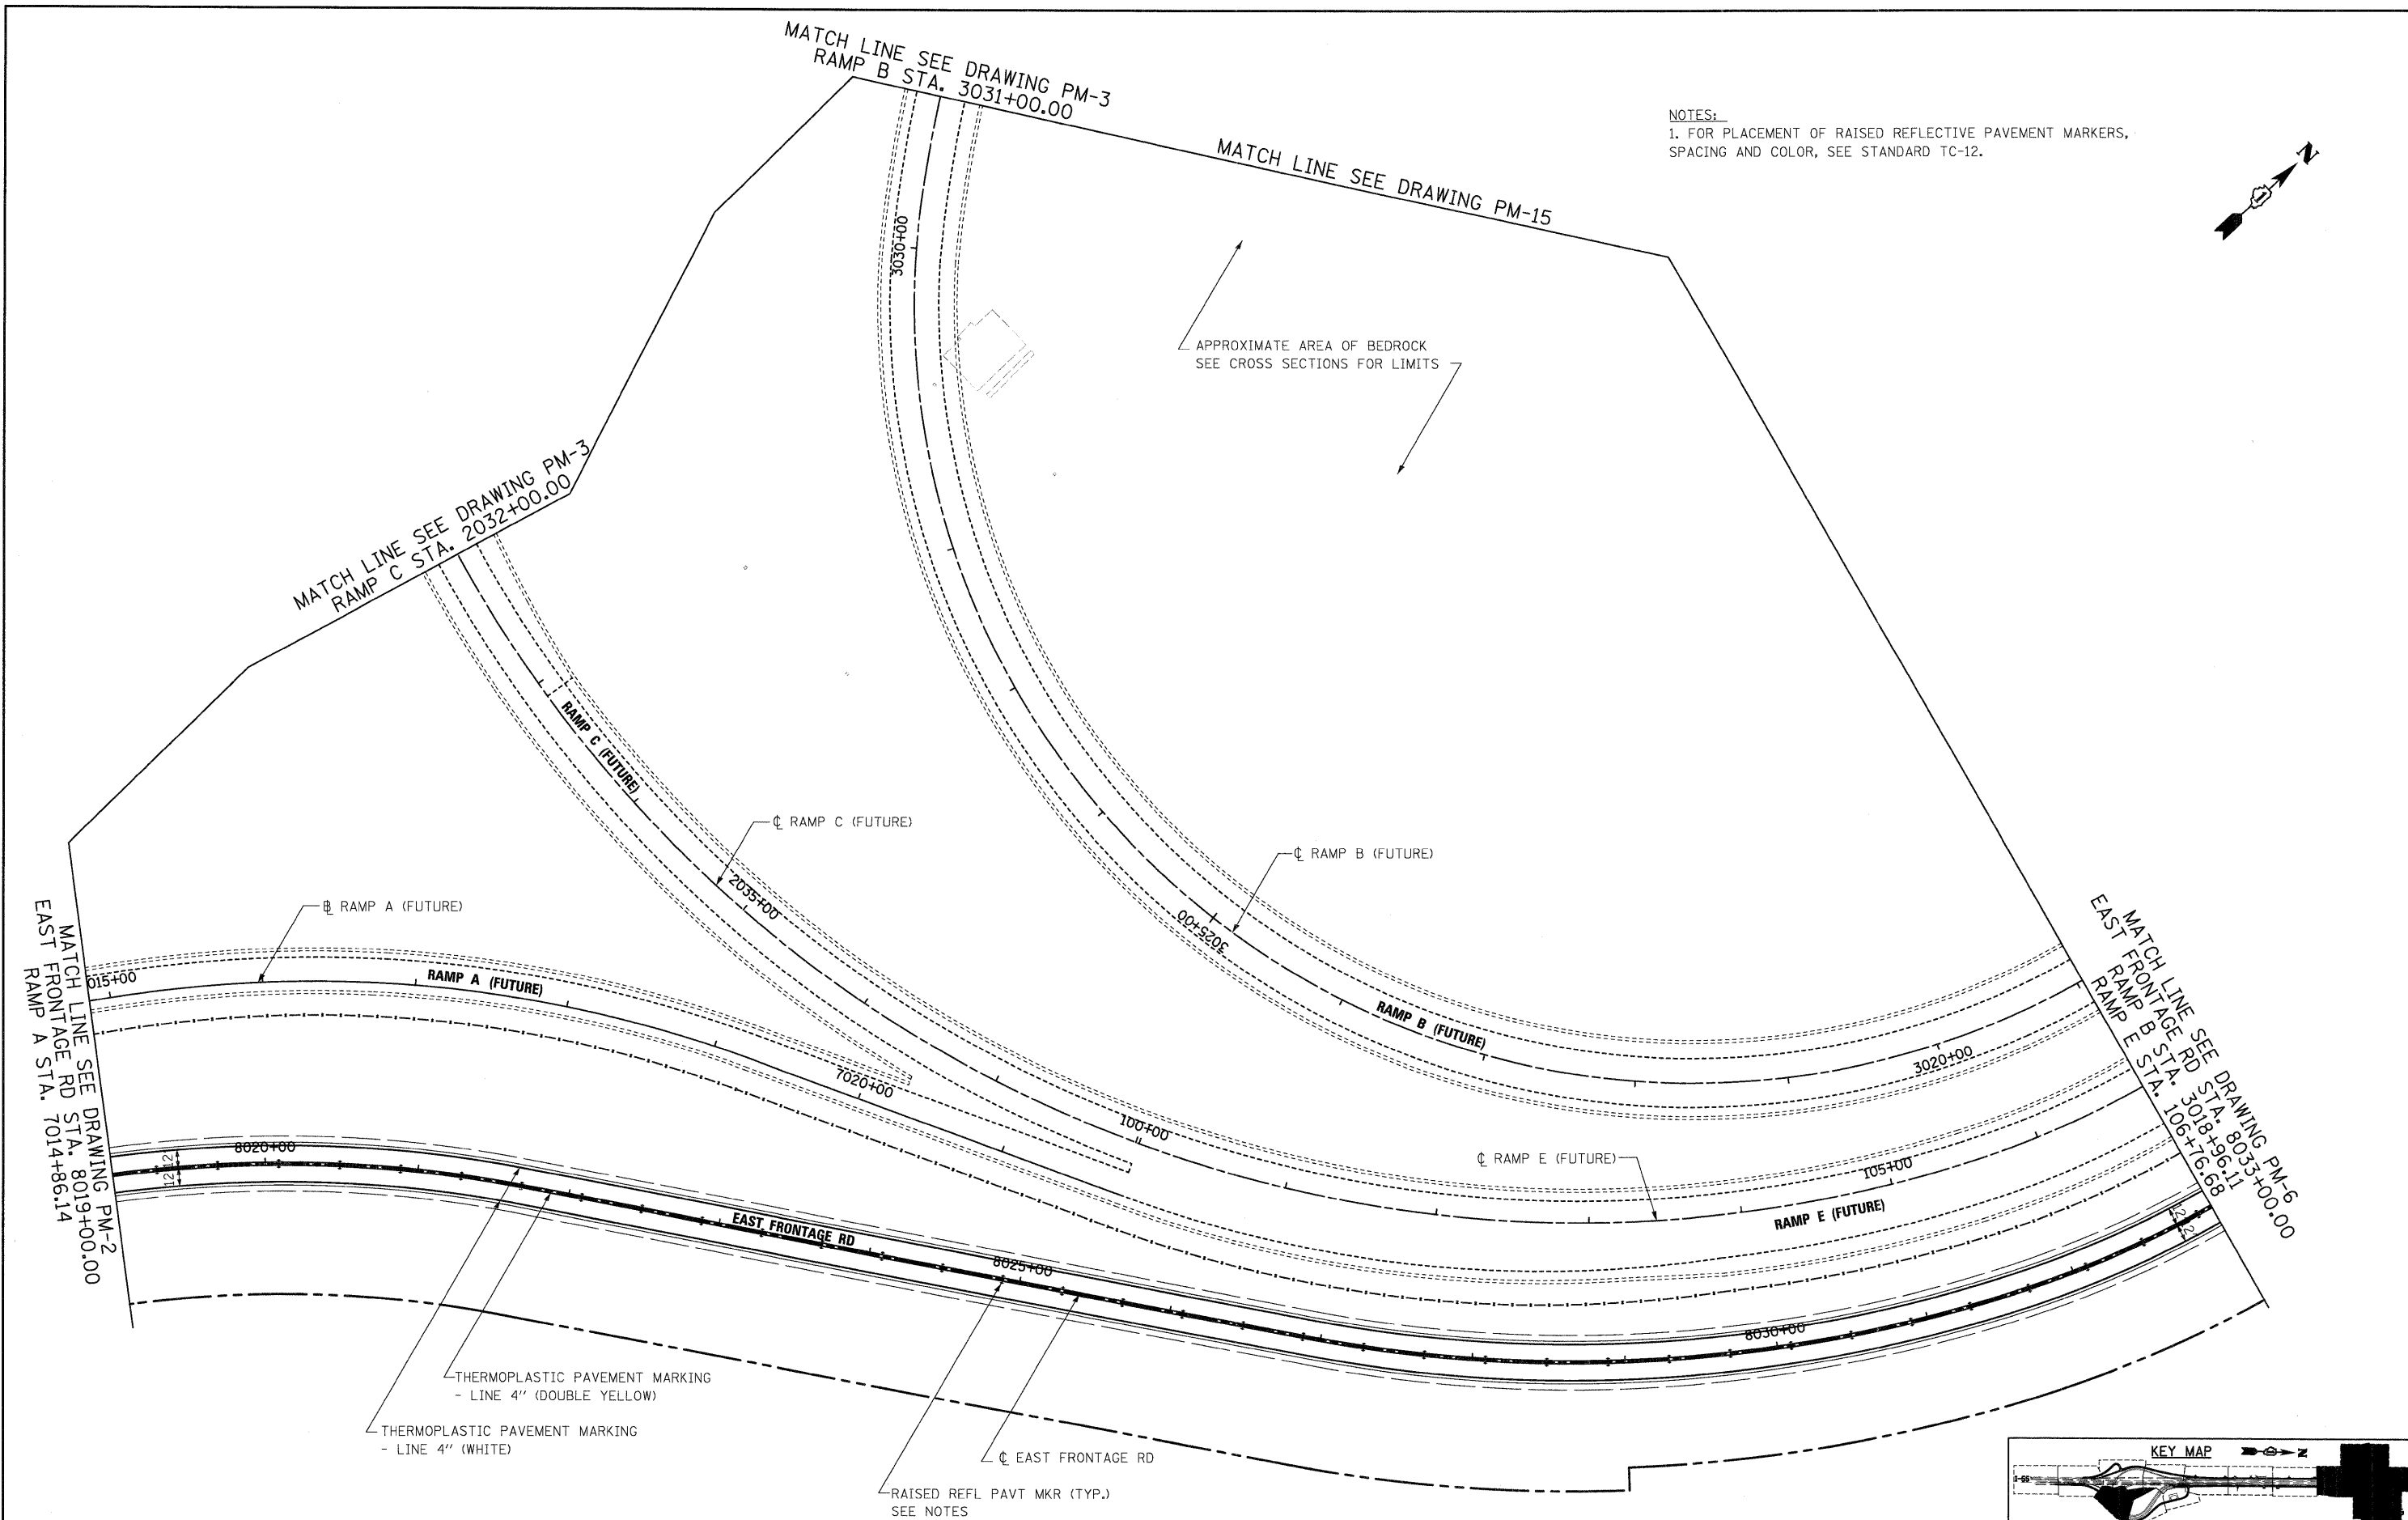 MATCH LINE SEE DRAWING PM-3
RAMP B STA. 3031+00.00
MATCH LINE SEE DRAWING PM-15
NOTES:
1. FOR PLACEMENT OF RAISED REFLECTIVE PAVEMENT MARKERS,
SPACING AND COLOR, SEE STANDARD TC-12.
N
1
3030+00
APPROXIMATE AREA OF BEDROCK
SEE CROSS SECTIONS FOR LIMITS
MATCH LINE SEE DRAWING PM-3
RAMP C STA. 2032+00.00
RAMP C (FUTURE)
℄ RAMP C (FUTURE)
2035+00
℄ RAMP B (FUTURE)
3025+00
RAMP B (FUTURE)
3020+00
MATCH LINE SEE DRAWING PM-6
EAST FRONTAGE RD STA. 8033+00.00
RAMP B STA. 3018+96.11
RAMP E STA. 106+76.68
B RAMP A (FUTURE)
015+00
RAMP A (FUTURE)
7020+00
100+00
℄ RAMP E (FUTURE)
105+00
RAMP E (FUTURE)
MATCH LINE SEE DRAWING PM-2
EAST FRONTAGE RD STA. 8019+00.00
RAMP A STA. 7014+86.14
8020+00
12
12
EAST FRONTAGE RD
8025+00
8030+00
12
12
THERMOPLASTIC PAVEMENT MARKING
- LINE 4" (DOUBLE YELLOW)
THERMOPLASTIC PAVEMENT MARKING
- LINE 4" (WHITE)
℄ EAST FRONTAGE RD
RAISED REFL PAVT MKR (TYP.)
SEE NOTES
KEY MAP
N
I-55